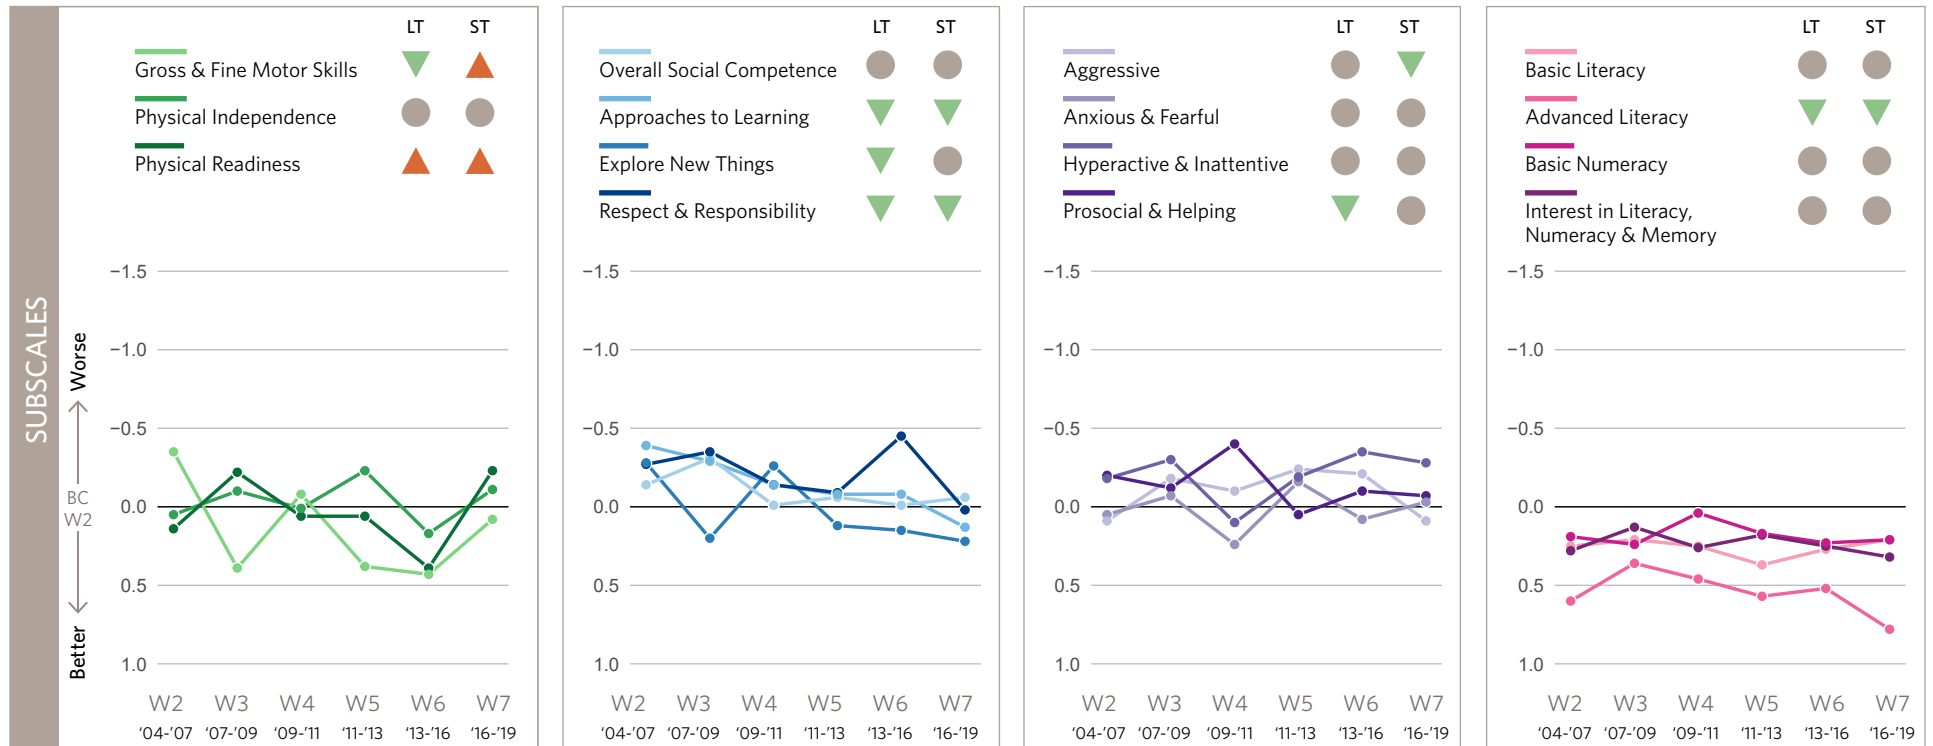 SUBSCALES
Worse
BC
W2
Better
LT ST
Gross & Fine Motor Skills
Physical Independence
Physical Readiness
−1.5
−1.0
−0.5
0.0
0.5
1.0
W2 W3 W4 W5 W6 W7
‘04-’07 ‘07-’09 ‘09-’11 ‘11-’13 ‘13-’16 ‘16-’19
LT ST
Overall Social Competence
Approaches to Learning
Explore New Things
Respect & Responsibility
−1.5
−1.0
−0.5
0.0
0.5
1.0
W2 W3 W4 W5 W6 W7
‘04-’07 ‘07-’09 ‘09-’11 ‘11-’13 ‘13-’16 ‘16-’19
LT ST
Aggressive
Anxious & Fearful
Hyperactive & Inattentive
Prosocial & Helping
−1.5
−1.0
−0.5
0.0
0.5
1.0
W2 W3 W4 W5 W6 W7
‘04-’07 ‘07-’09 ‘09-’11 ‘11-’13 ‘13-’16 ‘16-’19
LT ST
Basic Literacy
Advanced Literacy
Basic Numeracy
Interest in Literacy,
Numeracy & Memory
−1.5
−1.0
−0.5
0.0
0.5
1.0
W2 W3 W4 W5 W6 W7
‘04-’07 ‘07-’09 ‘09-’11 ‘11-’13 ‘13-’16 ‘16-’19